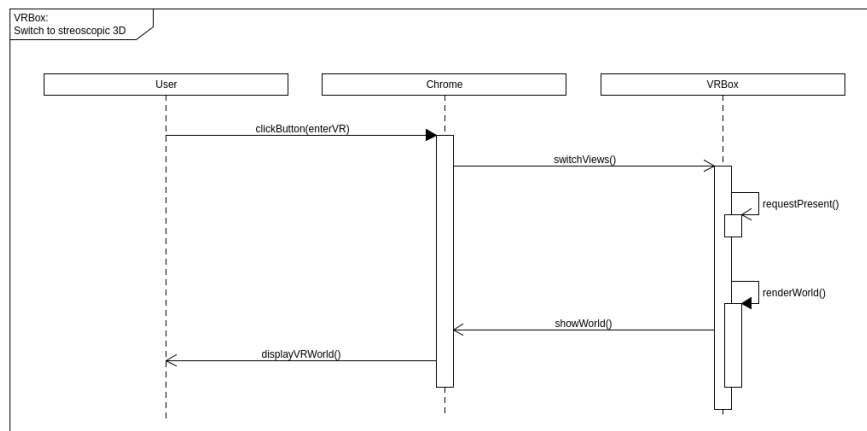 VRBox:
Switch to streoscopic 3D
User
Chrome
VRBox
clickButton(enterVR)
switchViews()
requestPresent()
renderWorld()
showWorld()
displayVRWorld()